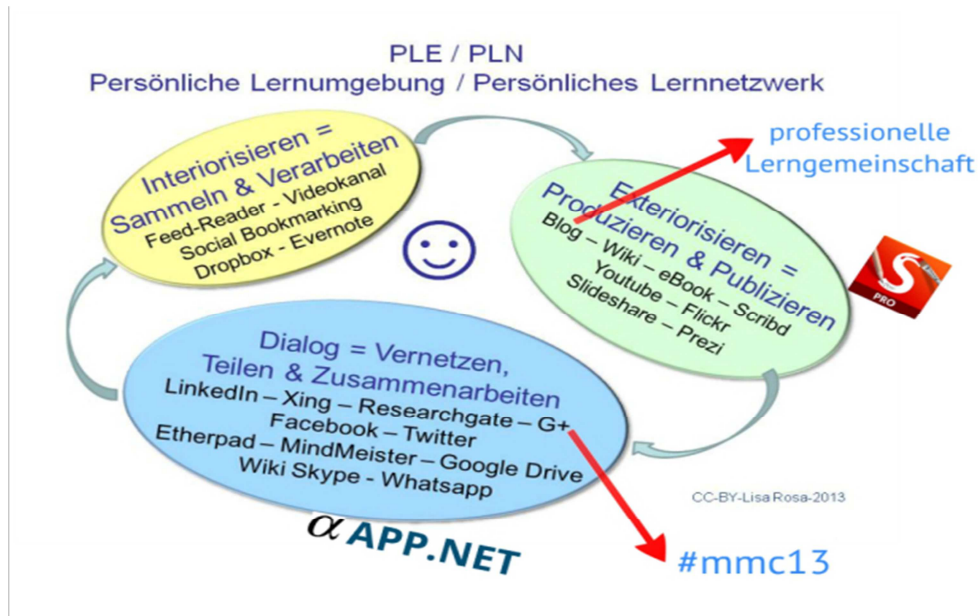 PLE / PLN
Persönliche Lernumgebung / Persönliches Lernnetzwerk
Interiorisieren =
Sammeln & Verarbeiten
Feed-Reader - Videokanal
Social Bookmarking
Dropbox - Evernote
professionelle
Lerngemeinschaft
Exteriorisieren =
Produzieren & Publizieren
Blog – Wiki – eBook – Scribd
Youtube – Flickr
Slideshare – Prezi
S
PRO
Dialog = Vernetzen,
Teilen & Zusammenarbeiten
LinkedIn – Xing – Researchgate – G+
Facebook – Twitter
Etherpad – MindMeister – Google Drive
Wiki Skype - Whatsapp
CC-BY-Lisa Rosa-2013
α APP.NET
#mmc13